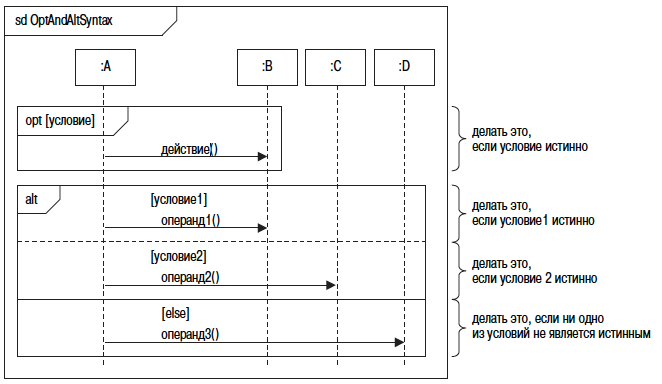 sd OptAndAltSyntax
:A
:B
:C
:D
opt [условие]
действие()
делать это,
если условие истинно
alt
[условие1]
операнд1()
делать это,
если условие1 истинно
[условие2]
операнд2()
делать это,
если условие 2 истинно
[else]
операнд3()
делать это, если ни одно
из условий не является истинным